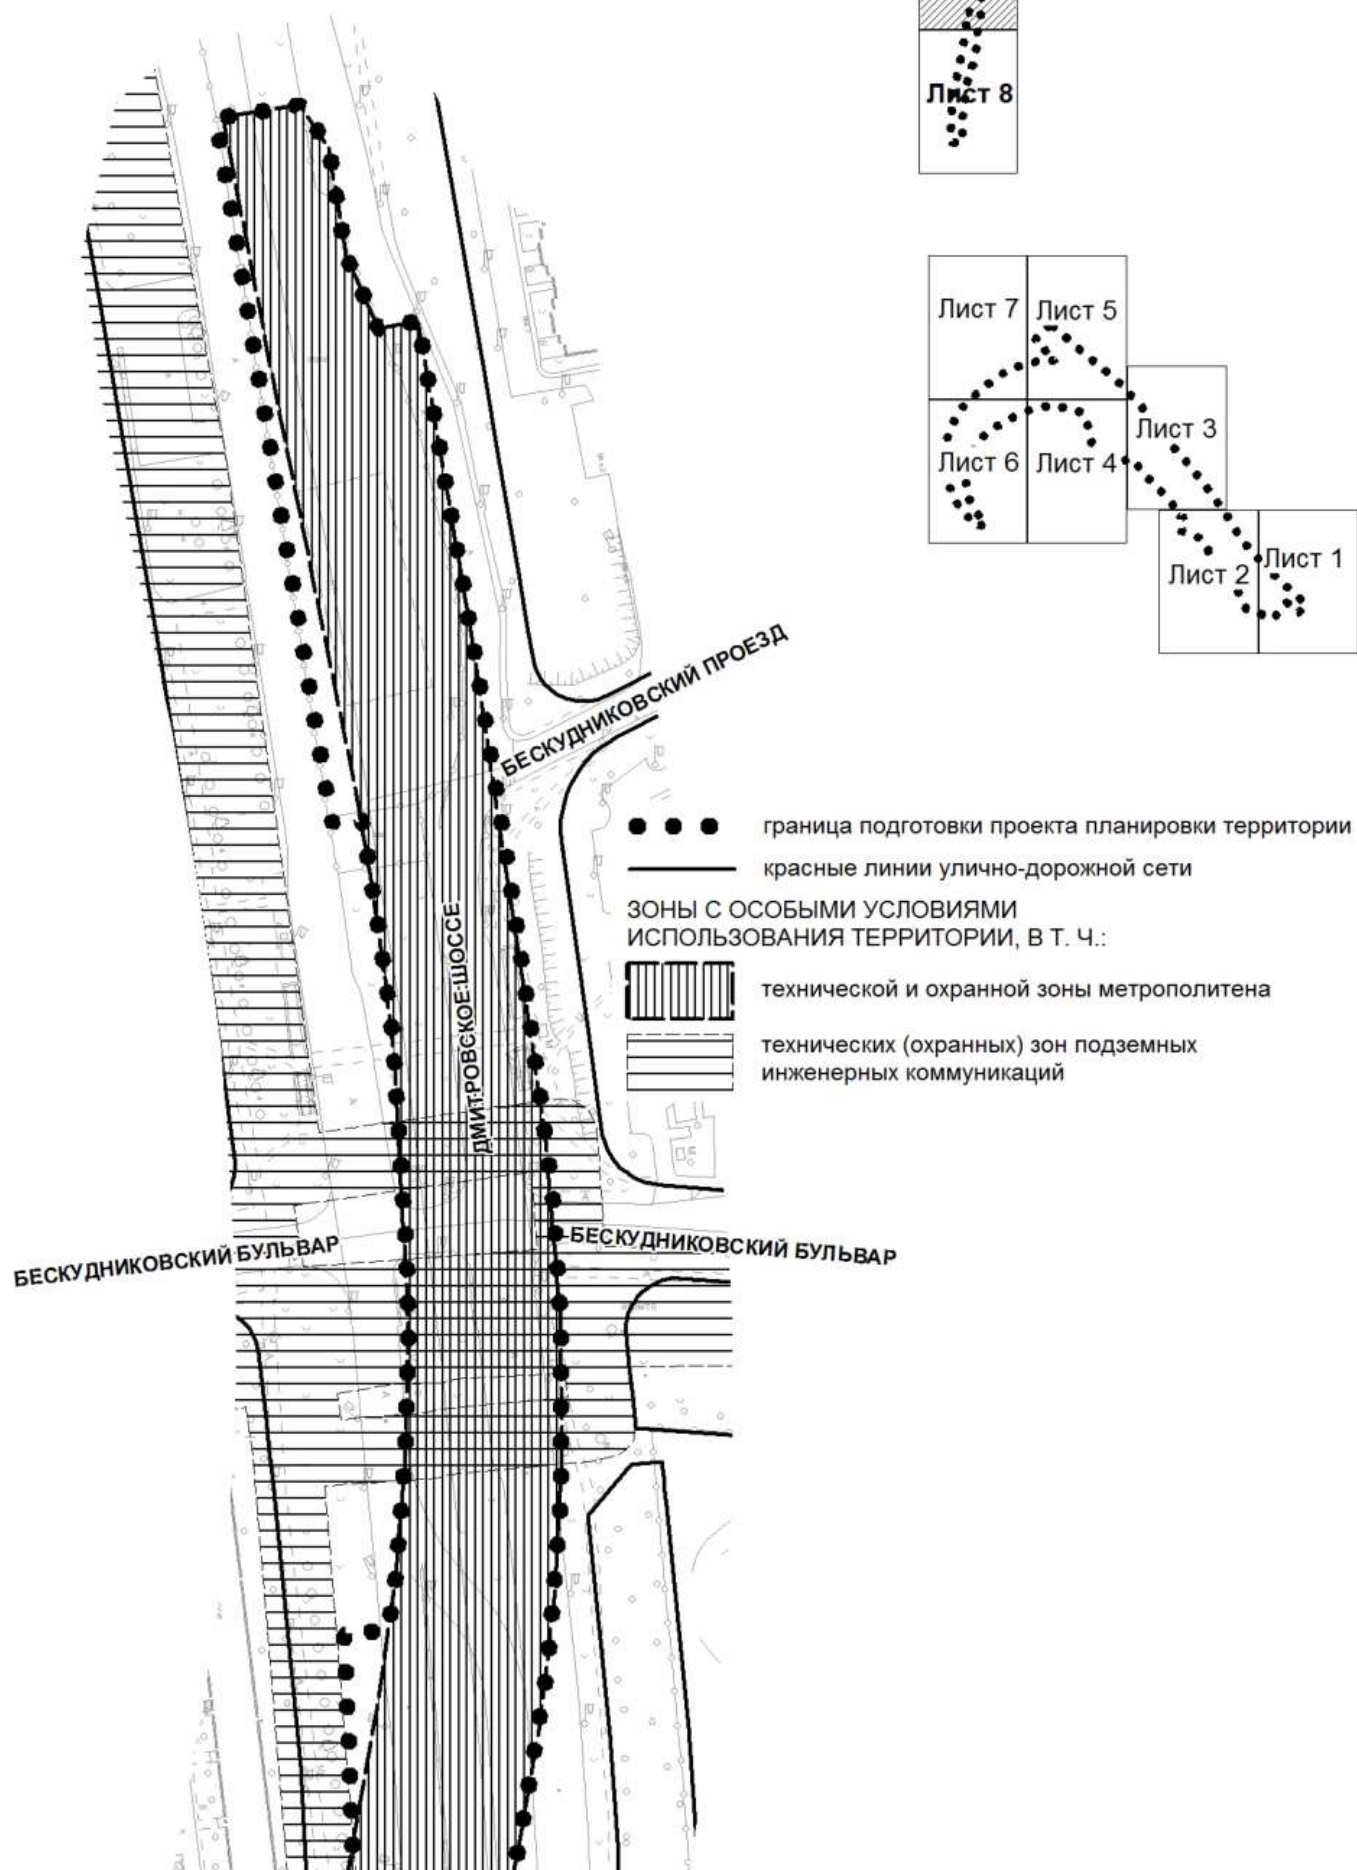 Лист 8
Лист 7
Лист 5
Лист 3
Лист 6
Лист 4
Лист 2
Лист 1
БЕСКУДНИКОВСКИЙ ПРОЕЗД
граница подготовки проекта планировки территории
красные линии улично-дорожной сети
ЗОНЫ С ОСОБЫМИ УСЛОВИЯМИ
ИСПОЛЬЗОВАНИЯ ТЕРРИТОРИИ, В Т. Ч.:
технической и охранной зоны метрополитена
технических (охранных) зон подземных
инженерных коммуникаций
ДМИТРОВСКОЕ ШОССЕ
БЕСКУДНИКОВСКИЙ БУЛЬВАР
БЕСКУДНИКОВСКИЙ БУЛЬВАР